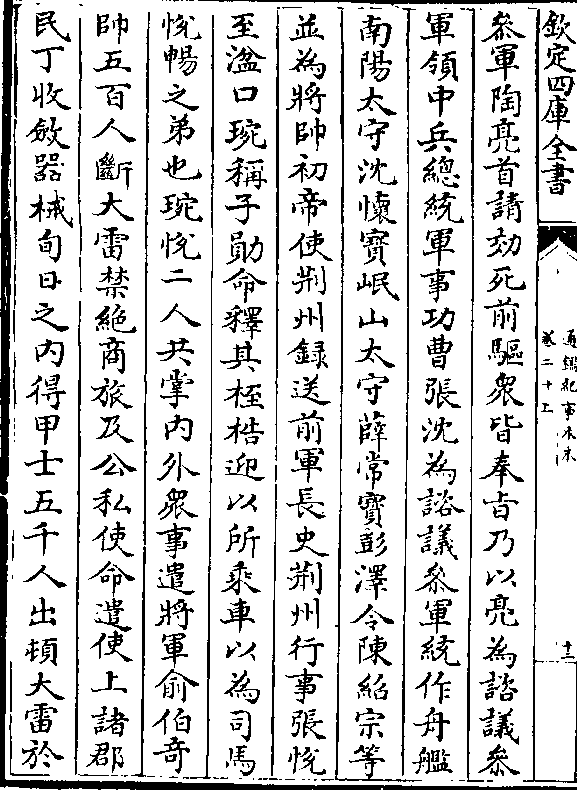 欽定四庫全書
通鑑紀事本末
卷二十上
十二
參軍陶亮首請効死前驅衆皆奉旨乃以亮為諮議參
軍領中兵總統軍事功曹張沈為諮議參軍統作舟艦
南陽太守沈懷寶岷山太守薛常寶彭澤令陳紹宗等
並為將帥初帝使荆州録送前軍長史荆州行事張悅
至湓口琬稱子勛命釋其桎梏迎以所乘車以為司馬
悅暢之弟也琬悅二人共掌内外衆事遣將軍俞伯竒
帥五百人斷大雷禁絶商旅及公私使命遣使上諸郡
民丁收斂器械旬日之内得甲士五千人出頓大雷於